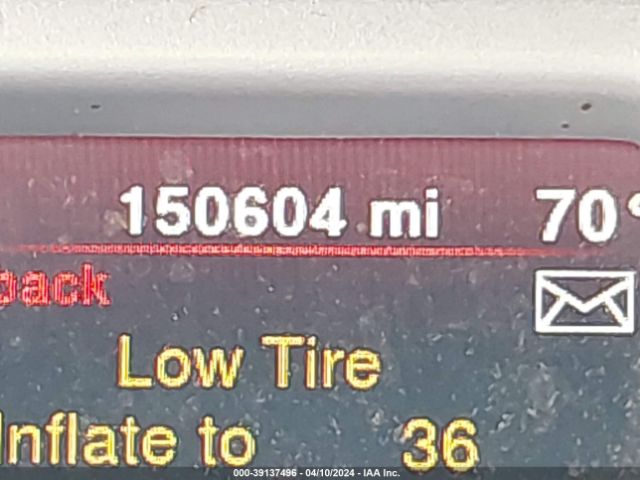 150604 mi 70°
back
Low Tire
Inflate to 36
000-39137496 - 04/10/2024 - IAA Inc.